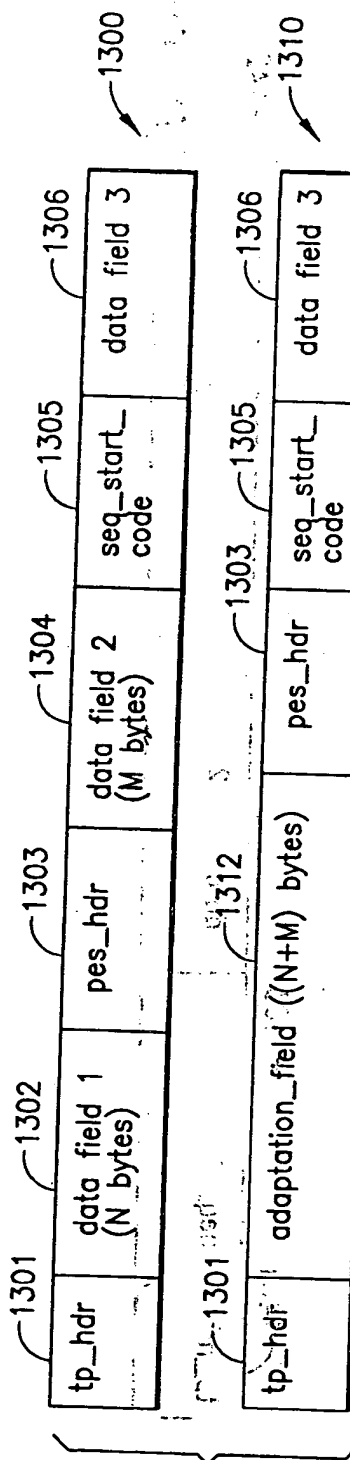 1300
1301
1302
1303
1304
1305
1306
tp_hdr
data field 1
(N bytes)
pes_hdr
data field 2
(M bytes)
seq_start_
code
data field 3
1310
1301
1312
1303
1305
1306
tp_hdr
adaptation_field ((N+M) bytes)
pes_hdr
seq_start_
code
data field 3